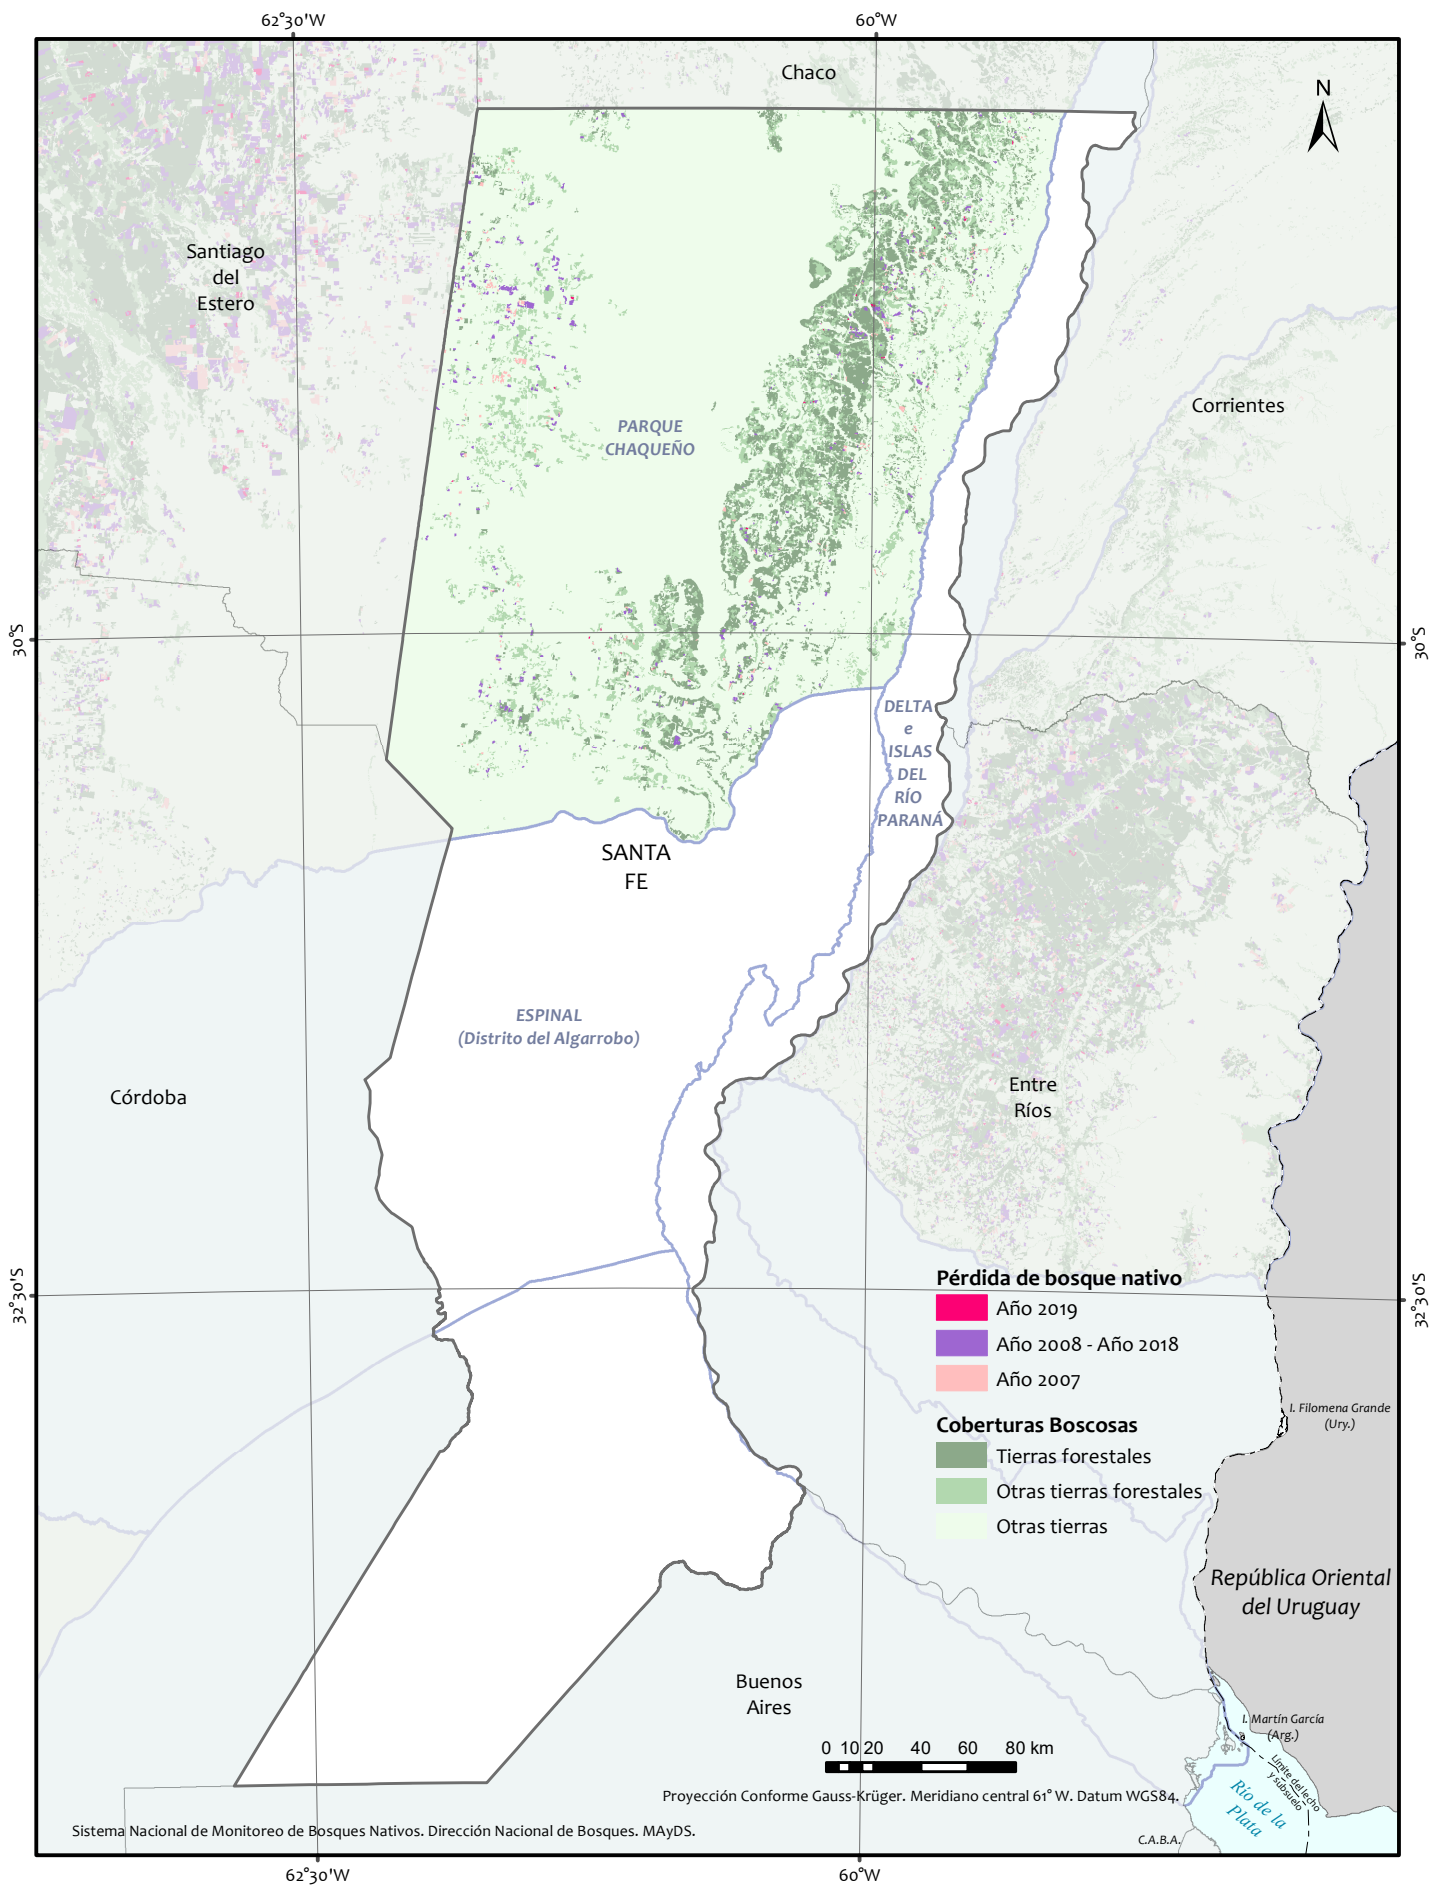 62°30'W
60°W
Chaco
N
Santiago
del
Estero
Corrientes
PARQUE
CHAQUEÑO
30°S
30°S
DELTA
e
ISLAS
DEL
RÍO
PARANÁ
SANTA
FE
ESPINAL
(Distrito del Algarrobo)
Córdoba
Entre
Ríos
32°30'S
32°30'S
Pérdida de bosque nativo
Año 2019
Año 2008 - Año 2018
Año 2007
Coberturas Boscosas
Tierras forestales
Otras tierras forestales
Otras tierras
I. Filomena Grande
(Ury.)
República Oriental
del Uruguay
Buenos
Aires
I. Martín García
(Arg.)
Límite del lecho
y subsuelo
Río de la
Plata
C.A.B.A.
0 10 20 40 60 80 km
Proyección Conforme Gauss-Krüger. Meridiano central 61° W. Datum WGS84.
Sistema Nacional de Monitoreo de Bosques Nativos. Dirección Nacional de Bosques. MAyDS.
62°30'W
60°W